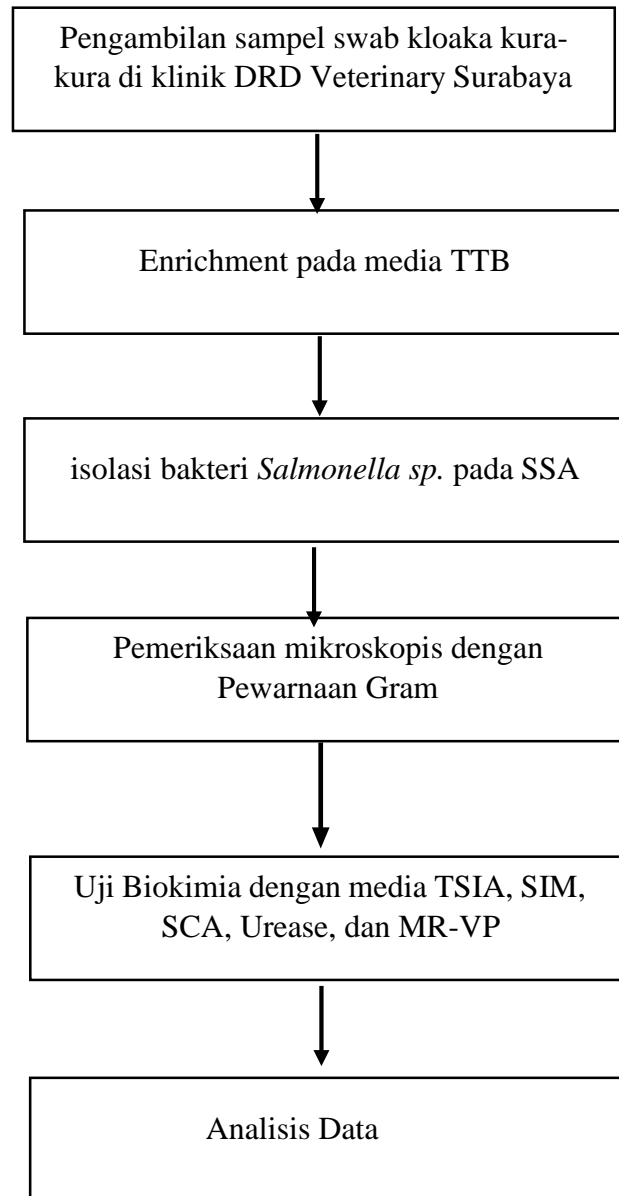 Pengambilan sampel swab kloaka kura-
kura di klinik DRD Veterinary Surabaya
Enrichment pada media TTB
isolasi bakteri Salmonella sp. pada SSA
Pemeriksaan mikroskopis dengan
Pewarnaan Gram
Uji Biokimia dengan media TSIA, SIM,
SCA, Urease, dan MR-VP
Analisis Data